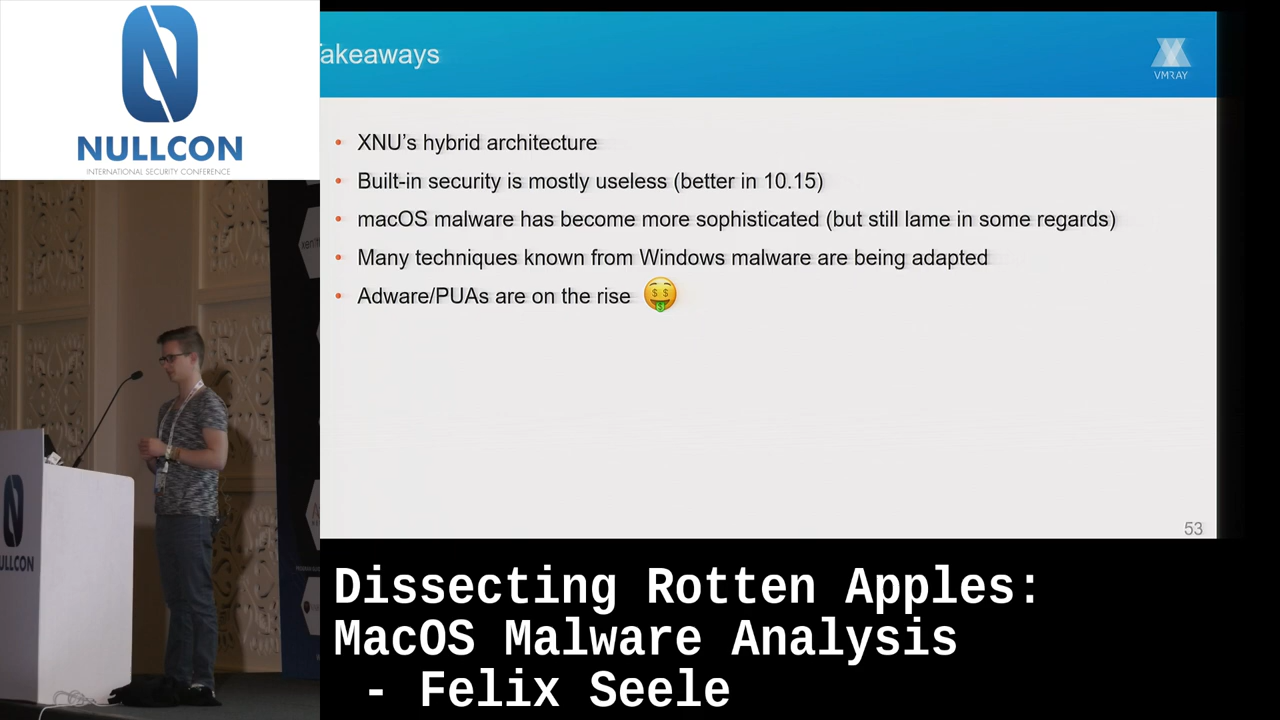 NULLCON
INTERNATIONAL SECURITY CONFERENCE
Takeaways
VMRAY
XNU’s hybrid architecture
Built-in security is mostly useless (better in 10.15)
macOS malware has become more sophisticated (but still lame in some regards)
Many techniques known from Windows malware are being adapted
Adware/PUAs are on the rise 🤑
53
NULLCON
Dissecting Rotten Apples:
MacOS Malware Analysis
- Felix Seele